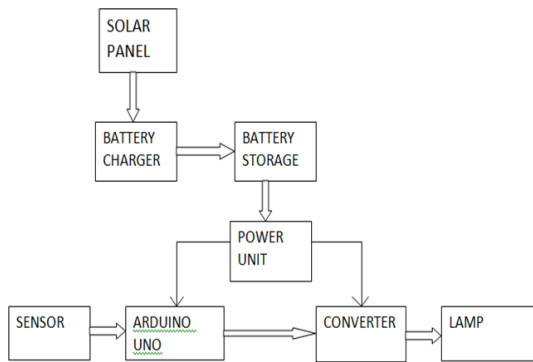 SOLAR
PANEL
BATTERY
CHARGER
BATTERY
STORAGE
POWER
UNIT
SENSOR
ARDUINO
UNO
CONVERTER
LAMP